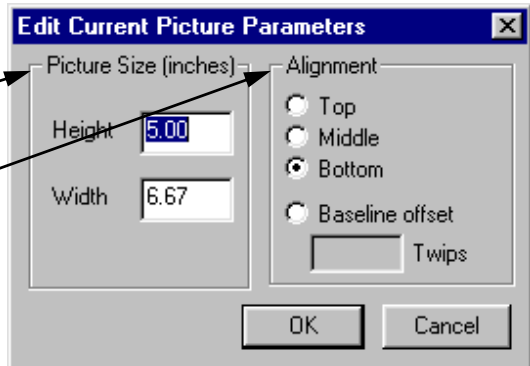 Edit Current Picture Parameters
Picture Size (inches)
Height 5.00
Width 6.67
Alignment
Top
Middle
Bottom
Baseline offset
Twips
OK Cancel